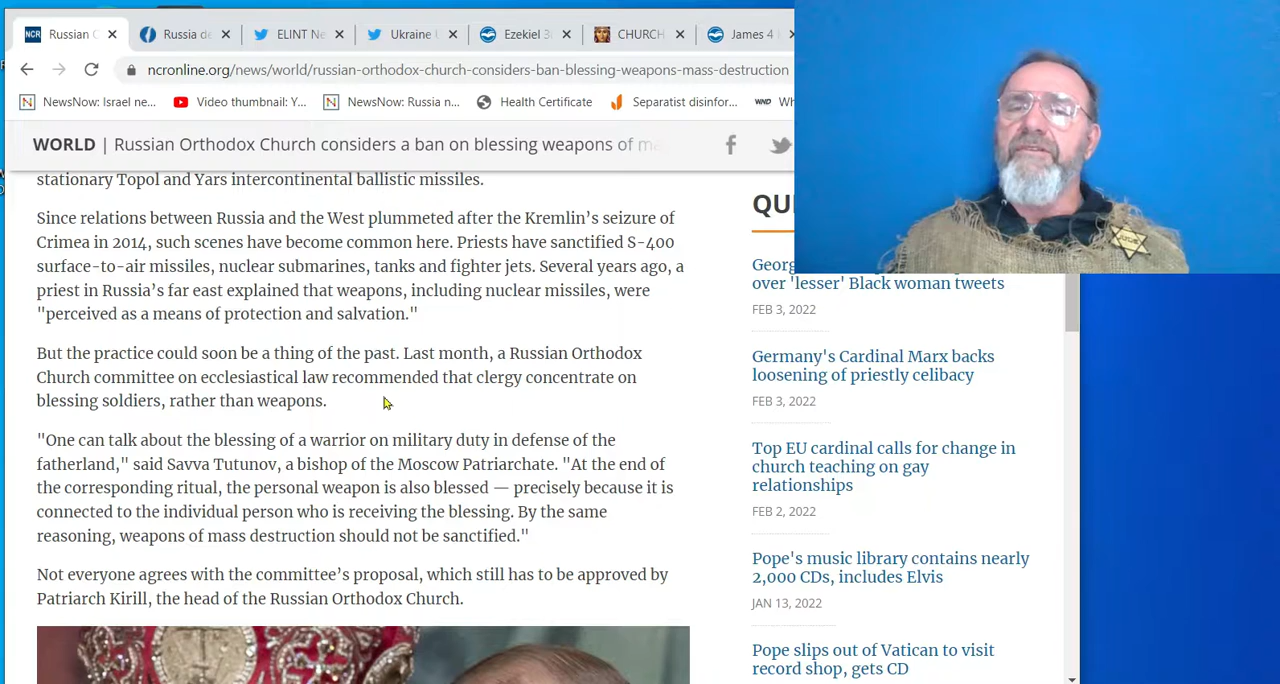 Russian C
Russia de
ELINT Ne
Ukraine
Ezekiel 3
CHURCH
James 4
ncronline.org/news/world/russian-orthodox-church-considers-ban-blessing-weapons-mass-destruction
NewsNow: Israel ne...
Video thumbnail: Y...
NewsNow: Russia n...
Health Certificate
Separatist disinfor...
WND Wh
WORLD | Russian Orthodox Church considers a ban on blessing weapons of ma
stationary Topol and Yars intercontinental ballistic missiles.
Since relations between Russia and the West plummeted after the Kremlin’s seizure of
Crimea in 2014, such scenes have become common here. Priests have sanctified S-400
surface-to-air missiles, nuclear submarines, tanks and fighter jets. Several years ago, a
priest in Russia’s far east explained that weapons, including nuclear missiles, were
"perceived as a means of protection and salvation."
But the practice could soon be a thing of the past. Last month, a Russian Orthodox
Church committee on ecclesiastical law recommended that clergy concentrate on
blessing soldiers, rather than weapons.
"One can talk about the blessing of a warrior on military duty in defense of the
fatherland," said Savva Tutunov, a bishop of the Moscow Patriarchate. "At the end of
the corresponding ritual, the personal weapon is also blessed — precisely because it is
connected to the individual person who is receiving the blessing. By the same
reasoning, weapons of mass destruction should not be sanctified."
Not everyone agrees with the committee’s proposal, which still has to be approved by
Patriarch Kirill, the head of the Russian Orthodox Church.
QU
Georg
over 'lesser' Black woman tweets
FEB 3, 2022
Germany's Cardinal Marx backs
loosening of priestly celibacy
FEB 3, 2022
Top EU cardinal calls for change in
church teaching on gay
relationships
FEB 2, 2022
Pope's music library contains nearly
2,000 CDs, includes Elvis
JAN 13, 2022
Pope slips out of Vatican to visit
record shop, gets CD